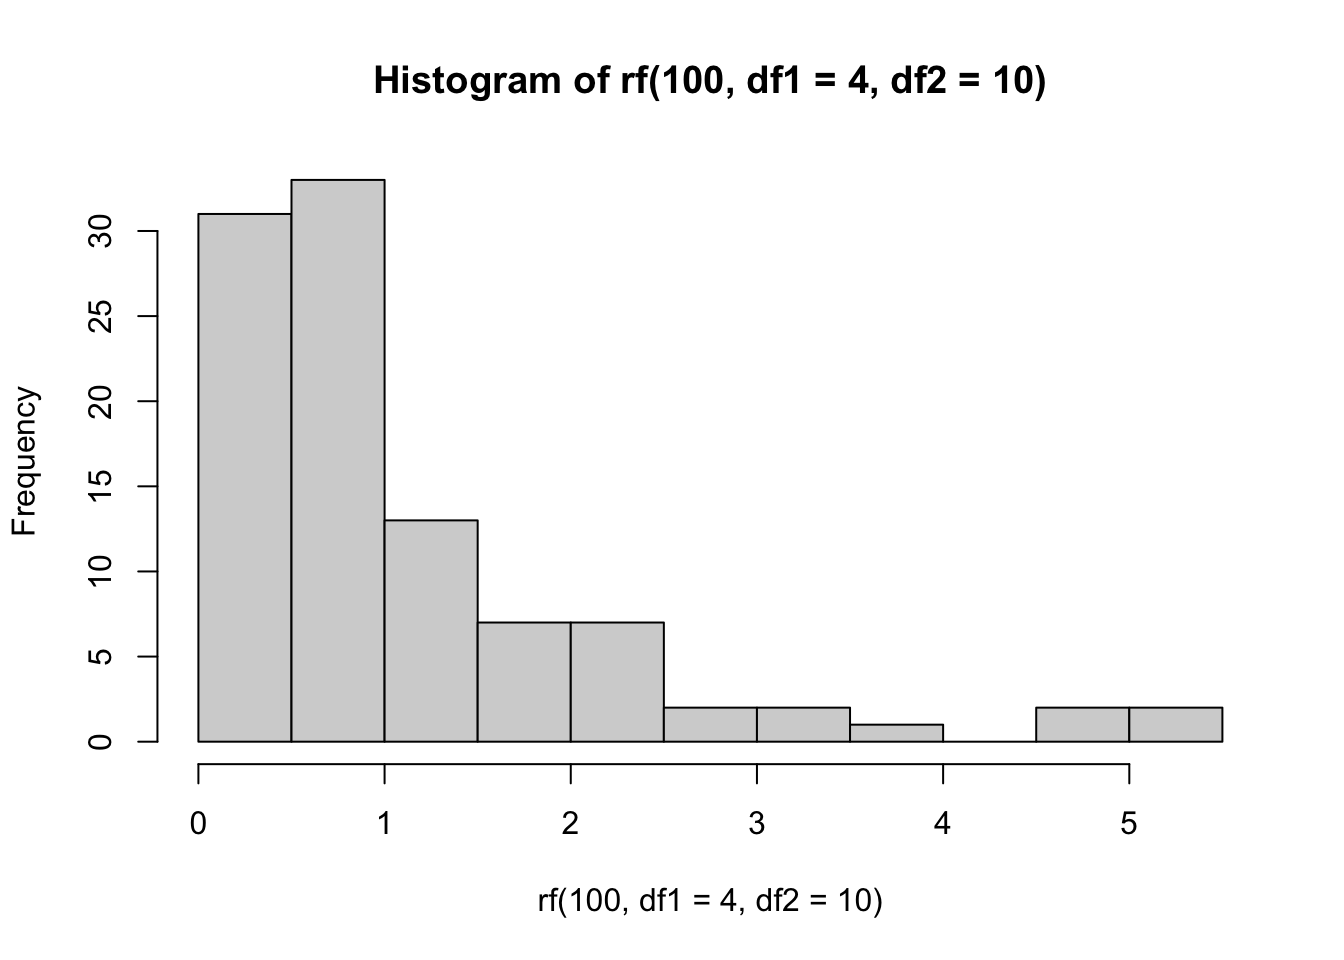 Histogram of rf(100, df1 = 4, df2 = 10)
Frequency
30
25
20
15
10
5
0
0 1 2 3 4 5
rf(100, df1 = 4, df2 = 10)